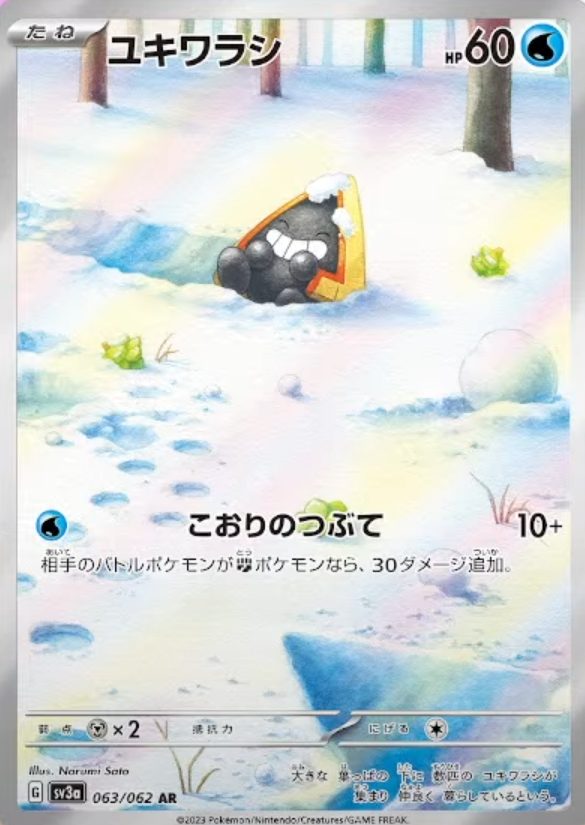 たね ユキワラシ HP60
こおりのつぶて 10+
相手のバトルポケモンがポケモンなら、30ダメージ追加。
弱点 ×2 抵抗力 にげる
Illus. Narumi Sato
G sv3a 063/062 AR
大きな 葉っぱの 下に 数匹の ユキワラシが
集まり 仲良く 暮らしているという。
©2023 Pokémon/Nintendo/Creatures/GAME FREAK.